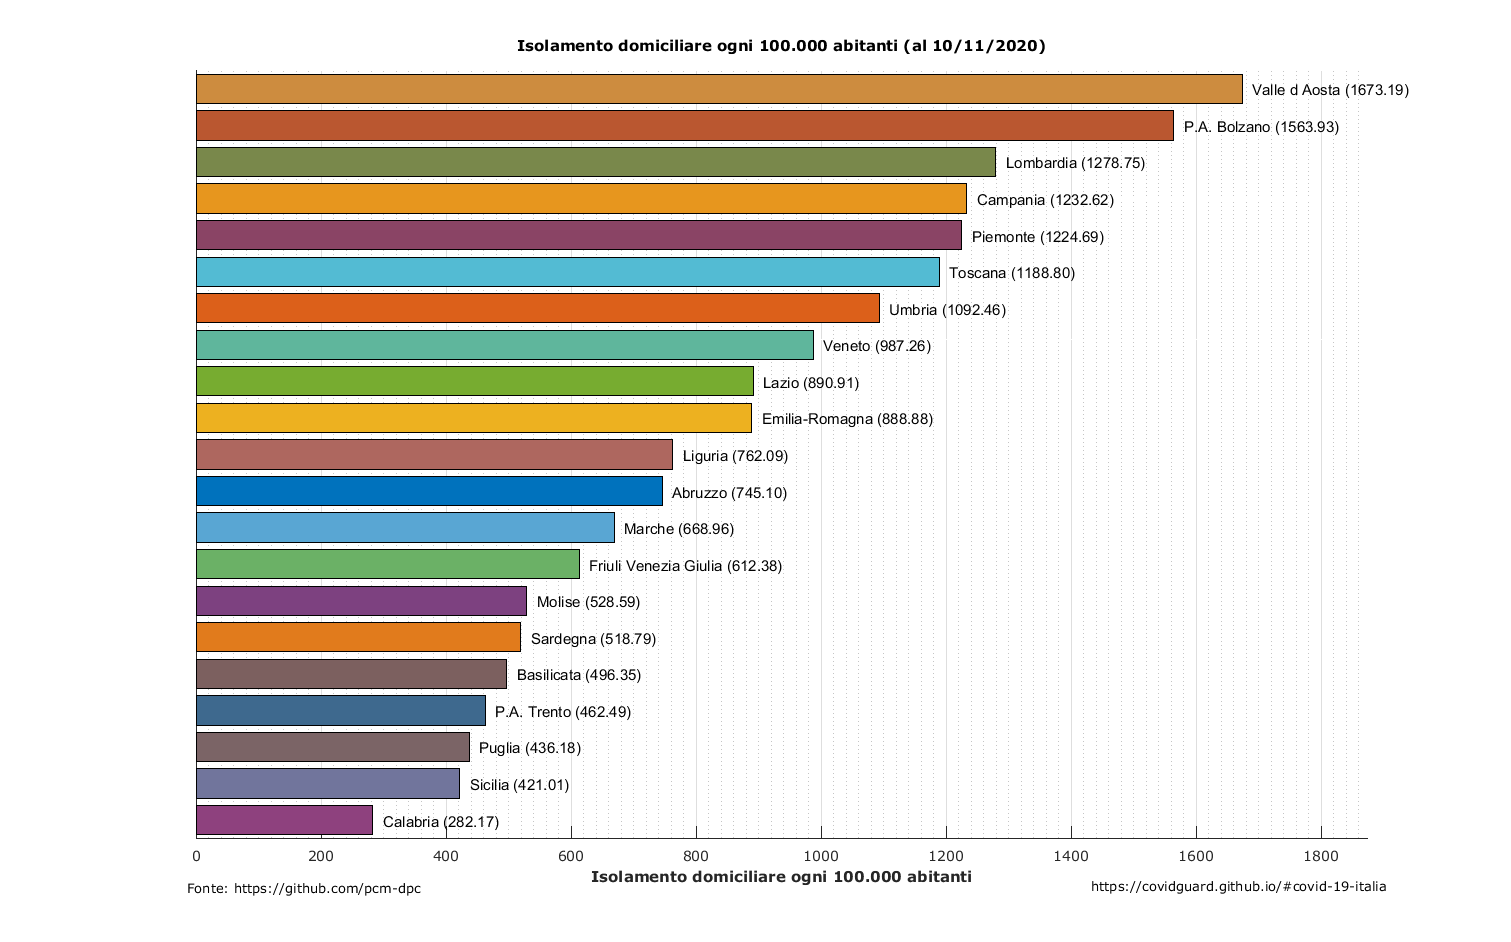 Isolamento domiciliare ogni 100.000 abitanti (al 10/11/2020)
Valle d Aosta (1673.19)
P.A. Bolzano (1563.93)
Lombardia (1278.75)
Campania (1232.62)
Piemonte (1224.69)
Toscana (1188.80)
Umbria (1092.46)
Veneto (987.26)
Lazio (890.91)
Emilia-Romagna (888.88)
Liguria (762.09)
Abruzzo (745.10)
Marche (668.96)
Friuli Venezia Giulia (612.38)
Molise (528.59)
Sardegna (518.79)
Basilicata (496.35)
P.A. Trento (462.49)
Puglia (436.18)
Sicilia (421.01)
Calabria (282.17)
0 200 400 600 800 1000 1200 1400 1600 1800
Isolamento domiciliare ogni 100.000 abitanti
Fonte: https://github.com/pcm-dpc
https://covidguard.github.io/#covid-19-italia